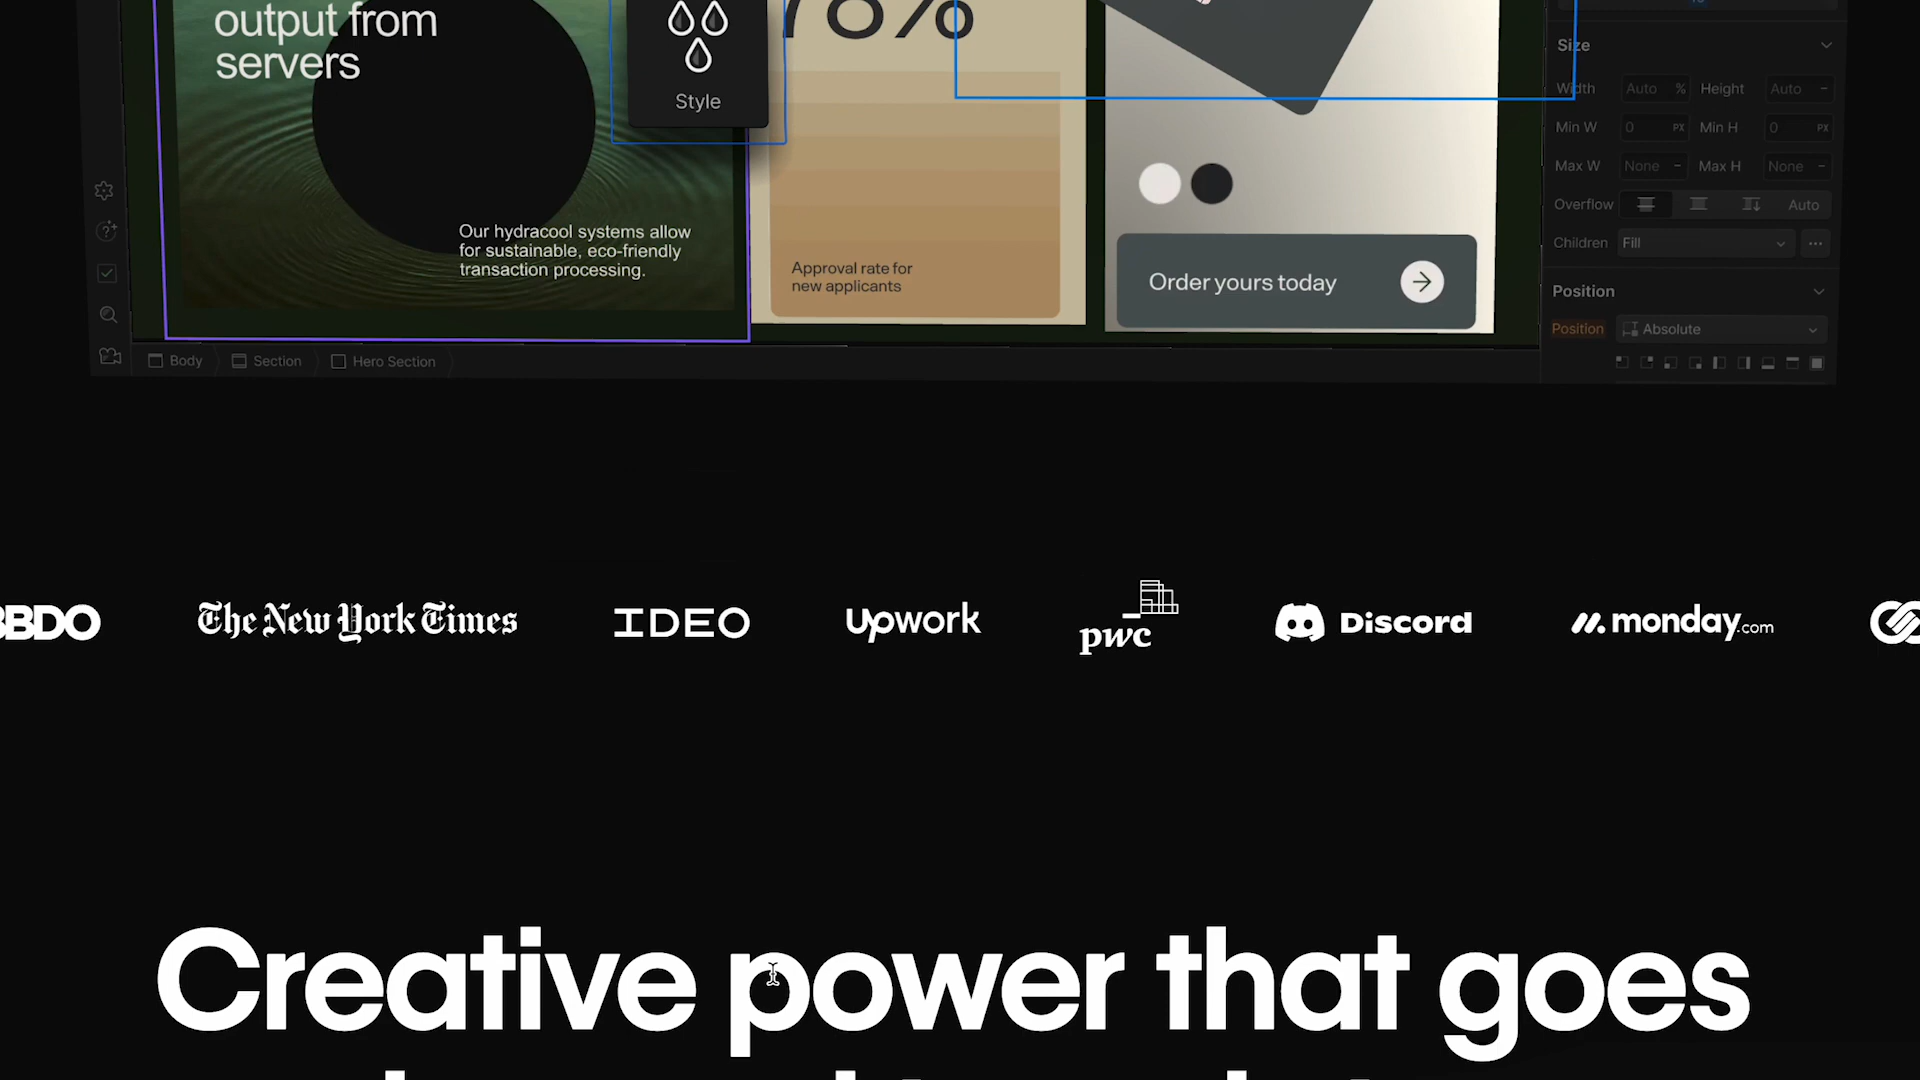 output from
servers
Style
Our hydracool systems allow
for sustainable, eco-friendly
transaction processing.
Approval rate for
new applicants
Order yours today
Size
Width Auto % Height Auto –
Min W 0 PX Min H 0 PX
Max W None – Max H None –
Overflow Auto
Children Fill
Position
Position Absolute
Body Section Hero Section
BBDO The New York Times IDEO Upwork pwc Discord monday.com
Creative power that goes